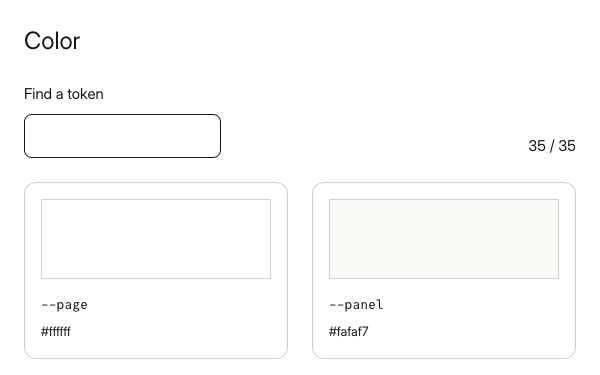 Color
Find a token
35 / 35
--page
#ffffff
--panel
#fafaf7